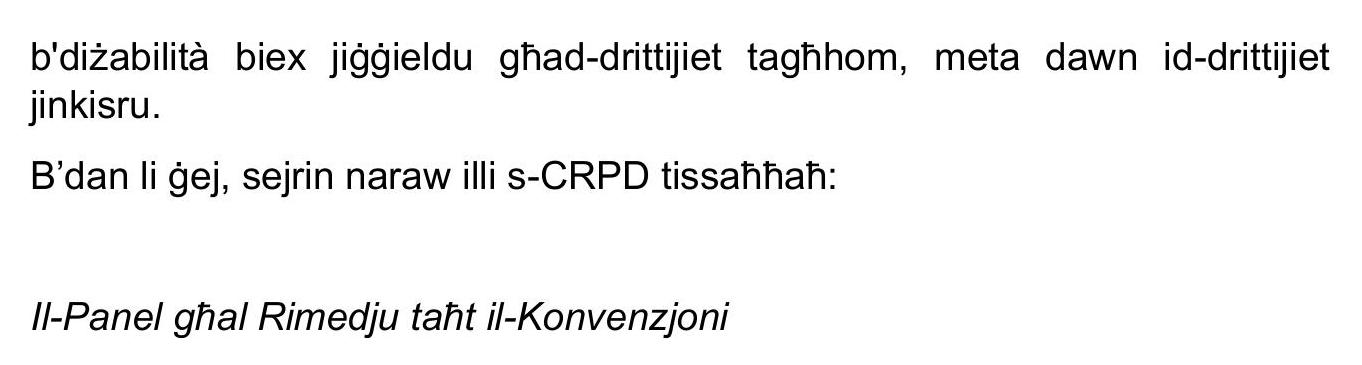 b'diżabilità biex jiġġieldu għad-drittijiet tagħhom, meta dawn id-drittijiet
jinkisru.
B’dan li ġej, sejrin naraw illi s-CRPD tissaħħaħ:
Il-Panel għal Rimedju taħt il-Konvenzjoni